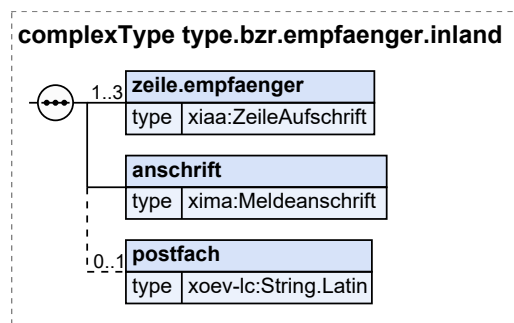 complexType type.bzr.empfaenger.inland
1..3
zeile.empfaenger
type xiaa:ZeileAufschrift
anschrift
type xima:Meldeanschrift
0..1
postfach
type xoev-lc:String.Latin